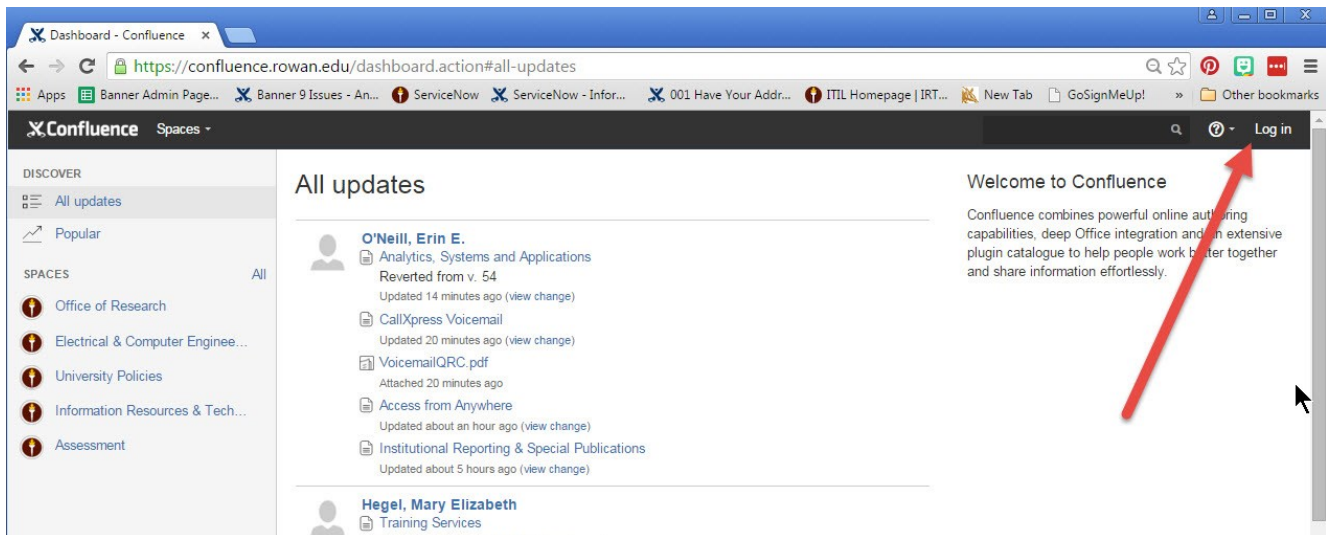 Dashboard - Confluence
https://confluence.rowan.edu/dashboard.action#all-updates
Apps Banner Admin Page... Banner 9 Issues - An... ServiceNow ServiceNow - Infor... 001 Have Your Addr... ITIL Homepage | IRT... New Tab GoSignMeUp! » Other bookmarks
Confluence Spaces Log in
DISCOVER
All updates
Popular
SPACES All
Office of Research
Electrical & Computer Enginee...
University Policies
Information Resources & Tech...
Assessment
All updates
O'Neill, Erin E.
Analytics, Systems and Applications
Reverted from v. 54
Updated 14 minutes ago (view change)
CallXpress Voicemail
Updated 20 minutes ago (view change)
VoicemailQRC.pdf
Attached 20 minutes ago
Access from Anywhere
Updated about an hour ago (view change)
Institutional Reporting & Special Publications
Updated about 5 hours ago (view change)
Hegel, Mary Elizabeth
Training Services
Welcome to Confluence
Confluence combines powerful online authoring
capabilities, deep Office integration and an extensive
plugin catalogue to help people work better together
and share information effortlessly.